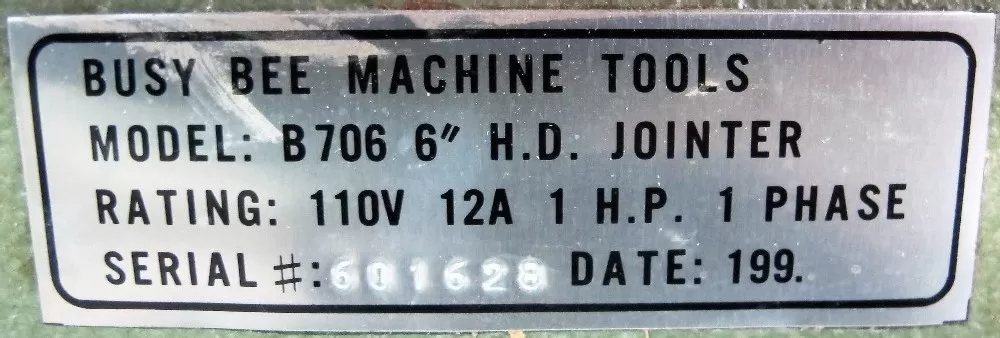 BUSY BEE MACHINE TOOLS
MODEL: B706 6" H.D. JOINTER
RATING: 110V 12A 1 H.P. 1 PHASE
SERIAL #: 601628 DATE: 199.